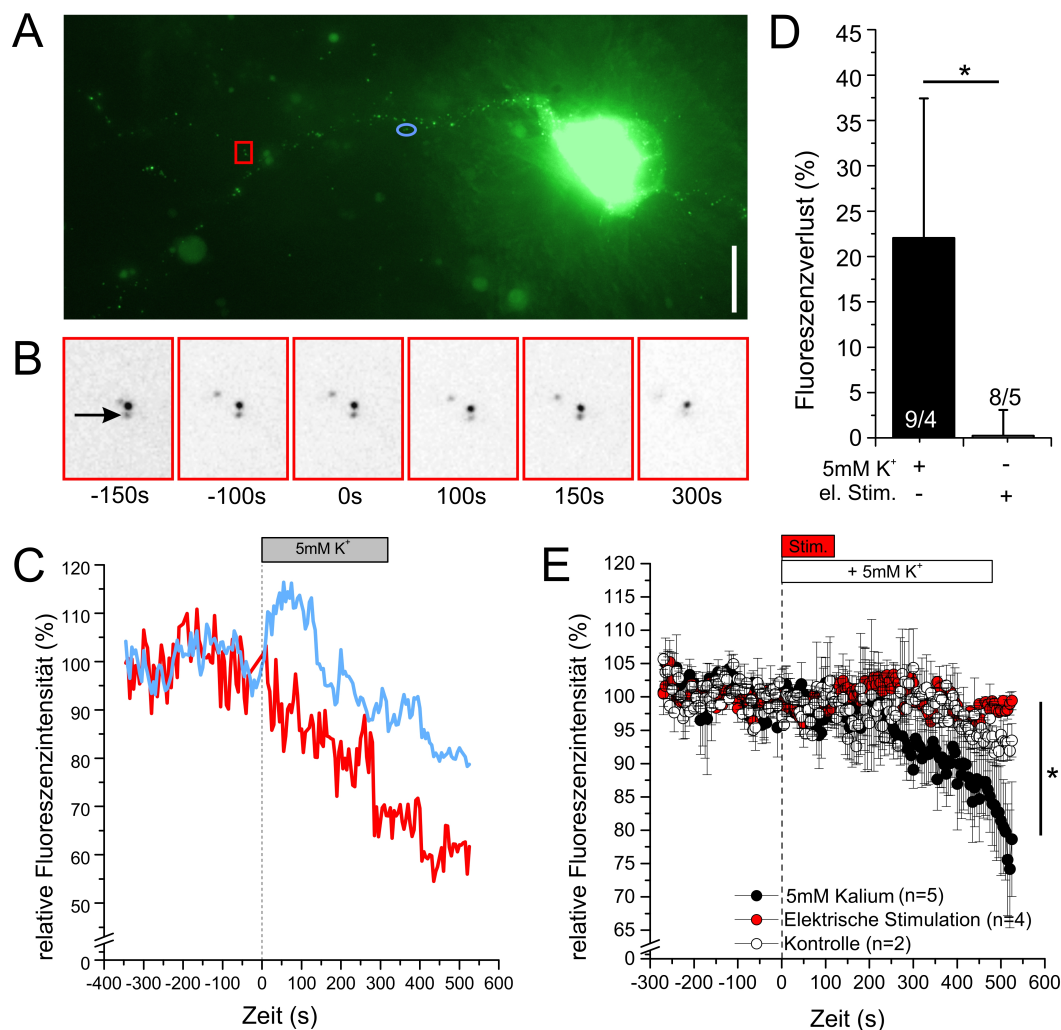 A
B
-150s -100s 0s 100s 150s 300s
C
5mM K⁺
relative Fluoreszenzintensität (%)
120
110
100
90
80
70
60
50
0
-400 -300 -200 -100 0 100 200 300 400 500 600
Zeit (s)
D
*
Fluoreszenzverlust (%)
45
40
35
30
25
20
15
10
5
0
9/4
8/5
5mM K⁺ + -
el. Stim. - +
E
Stim.
+ 5mM K⁺
relative Fluoreszenzintensität (%)
120
115
110
105
100
95
90
85
80
75
70
65
0
*
5mM Kalium (n=5)
Elektrische Stimulation (n=4)
Kontrolle (n=2)
-300 -200 -100 0 100 200 300 400 500 600
Zeit (s)